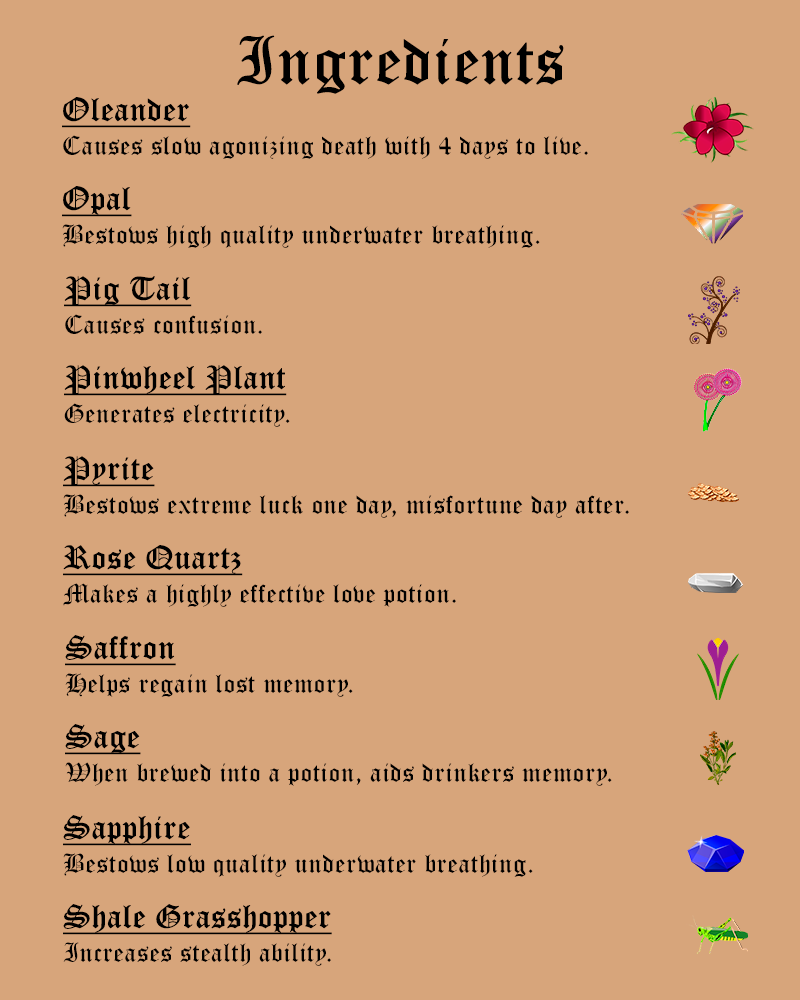 Ingredients
Oleander
Causes slow agonizing death with 4 days to live.
Opal
Bestows high quality underwater breathing.
Pig Tail
Causes confusion.
Pinwheel Plant
Generates electricity.
Pyrite
Bestows extreme luck one day, misfortune day after.
Rose Quartz
Makes a highly effective love potion.
Saffron
Helps regain lost memory.
Sage
When brewed into a potion, aids drinkers memory.
Sapphire
Bestows low quality underwater breathing.
Shale Grasshopper
Increases stealth ability.